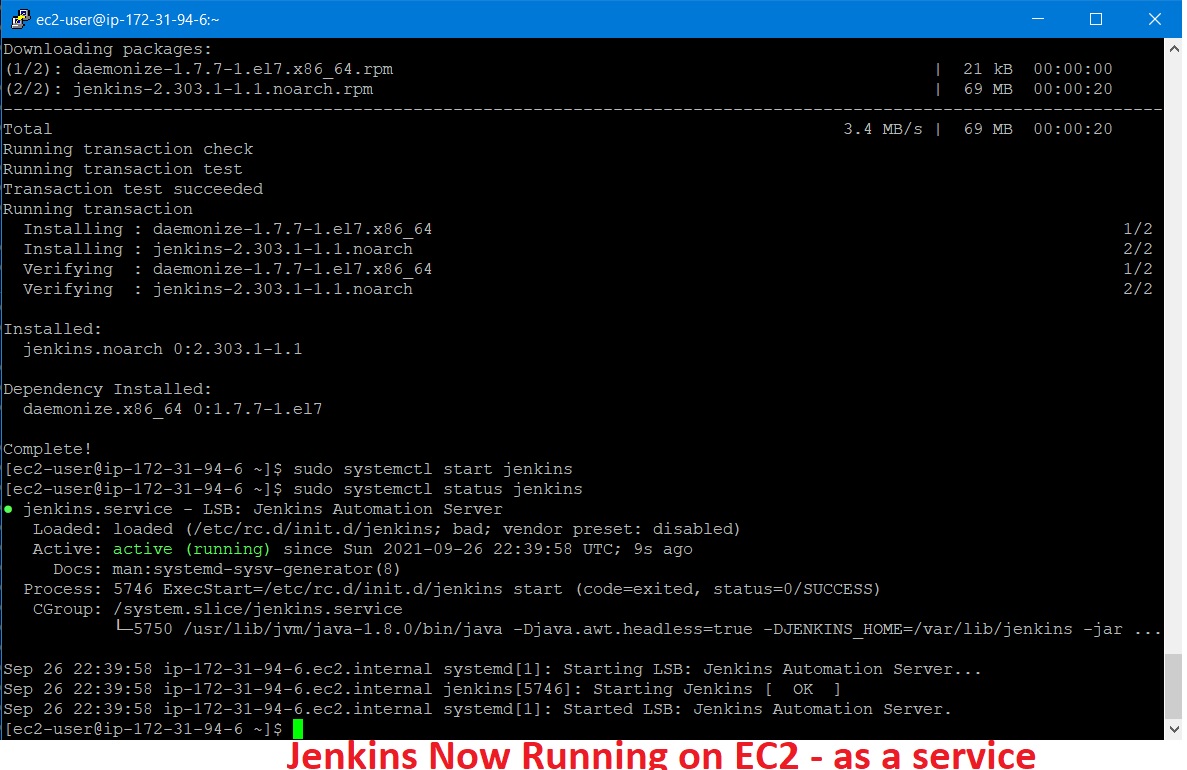 ec2-user@ip-172-31-94-6:~
Downloading packages:
(1/2): daemonize-1.7.7-1.el7.x86_64.rpm | 21 kB 00:00:00
(2/2): jenkins-2.303.1-1.1.noarch.rpm | 69 MB 00:00:20
--------------------------------------------------------------------------------------------------------------------
Total 3.4 MB/s | 69 MB 00:00:20
Running transaction check
Running transaction test
Transaction test succeeded
Running transaction
Installing : daemonize-1.7.7-1.el7.x86_64 1/2
Installing : jenkins-2.303.1-1.1.noarch 2/2
Verifying : daemonize-1.7.7-1.el7.x86_64 1/2
Verifying : jenkins-2.303.1-1.1.noarch 2/2
Installed:
jenkins.noarch 0:2.303.1-1.1
Dependency Installed:
daemonize.x86_64 0:1.7.7-1.el7
Complete!
[ec2-user@ip-172-31-94-6 ~]$ sudo systemctl start jenkins
[ec2-user@ip-172-31-94-6 ~]$ sudo systemctl status jenkins
● jenkins.service - LSB: Jenkins Automation Server
Loaded: loaded (/etc/rc.d/init.d/jenkins; bad; vendor preset: disabled)
Active: active (running) since Sun 2021-09-26 22:39:58 UTC; 9s ago
Docs: man:systemd-sysv-generator(8)
Process: 5746 ExecStart=/etc/rc.d/init.d/jenkins start (code=exited, status=0/SUCCESS)
CGroup: /system.slice/jenkins.service
└─5750 /usr/lib/jvm/java-1.8.0/bin/java -Djava.awt.headless=true -DJENKINS_HOME=/var/lib/jenkins -jar ...
Sep 26 22:39:58 ip-172-31-94-6.ec2.internal systemd[1]: Starting LSB: Jenkins Automation Server...
Sep 26 22:39:58 ip-172-31-94-6.ec2.internal jenkins[5746]: Starting Jenkins [ OK ]
Sep 26 22:39:58 ip-172-31-94-6.ec2.internal systemd[1]: Started LSB: Jenkins Automation Server.
[ec2-user@ip-172-31-94-6 ~]$
Jenkins Now Running on EC2 - as a service